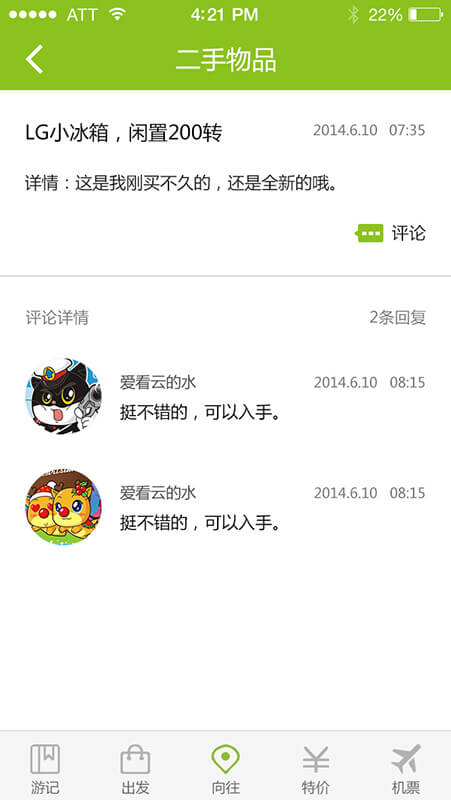 ATT 4:21 PM 22%
二手物品
LG小冰箱，闲置200转 2014.6.10 07:35
详情：这是我刚买不久的，还是全新的哦。
评论
评论详情 2条回复
爱看云的水 2014.6.10 08:15
挺不错的，可以入手。
爱看云的水 2014.6.10 08:15
挺不错的，可以入手。
游记 出发 向往 特价 机票